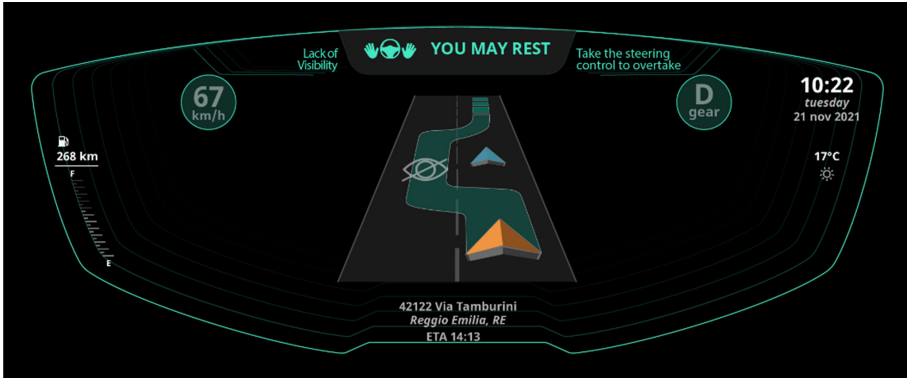 Lack of
Visibility
YOU MAY REST
Take the steering
control to overtake
67
km/h
D
gear
10:22
tuesday
21 nov 2021
268 km
F
E
17°C
42122 Via Tamburini
Reggio Emilia, RE
ETA 14:13